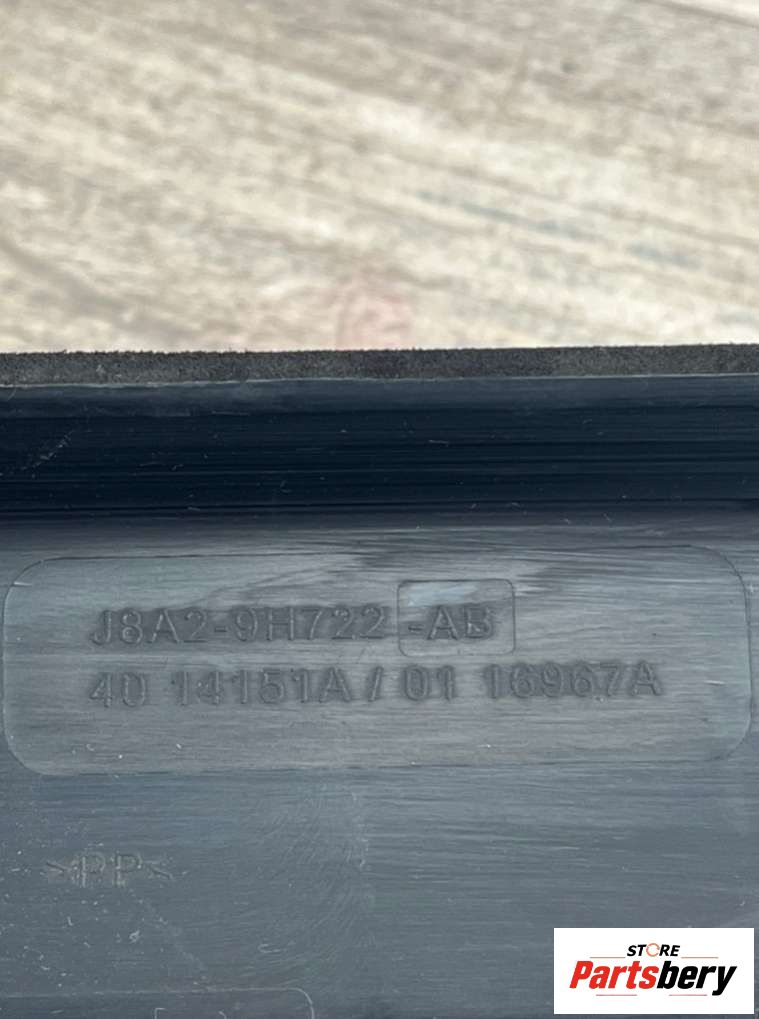 J8A2-9H722 -AB
40 14151A / 01 16967A
>PP<
STORE
Partsbery